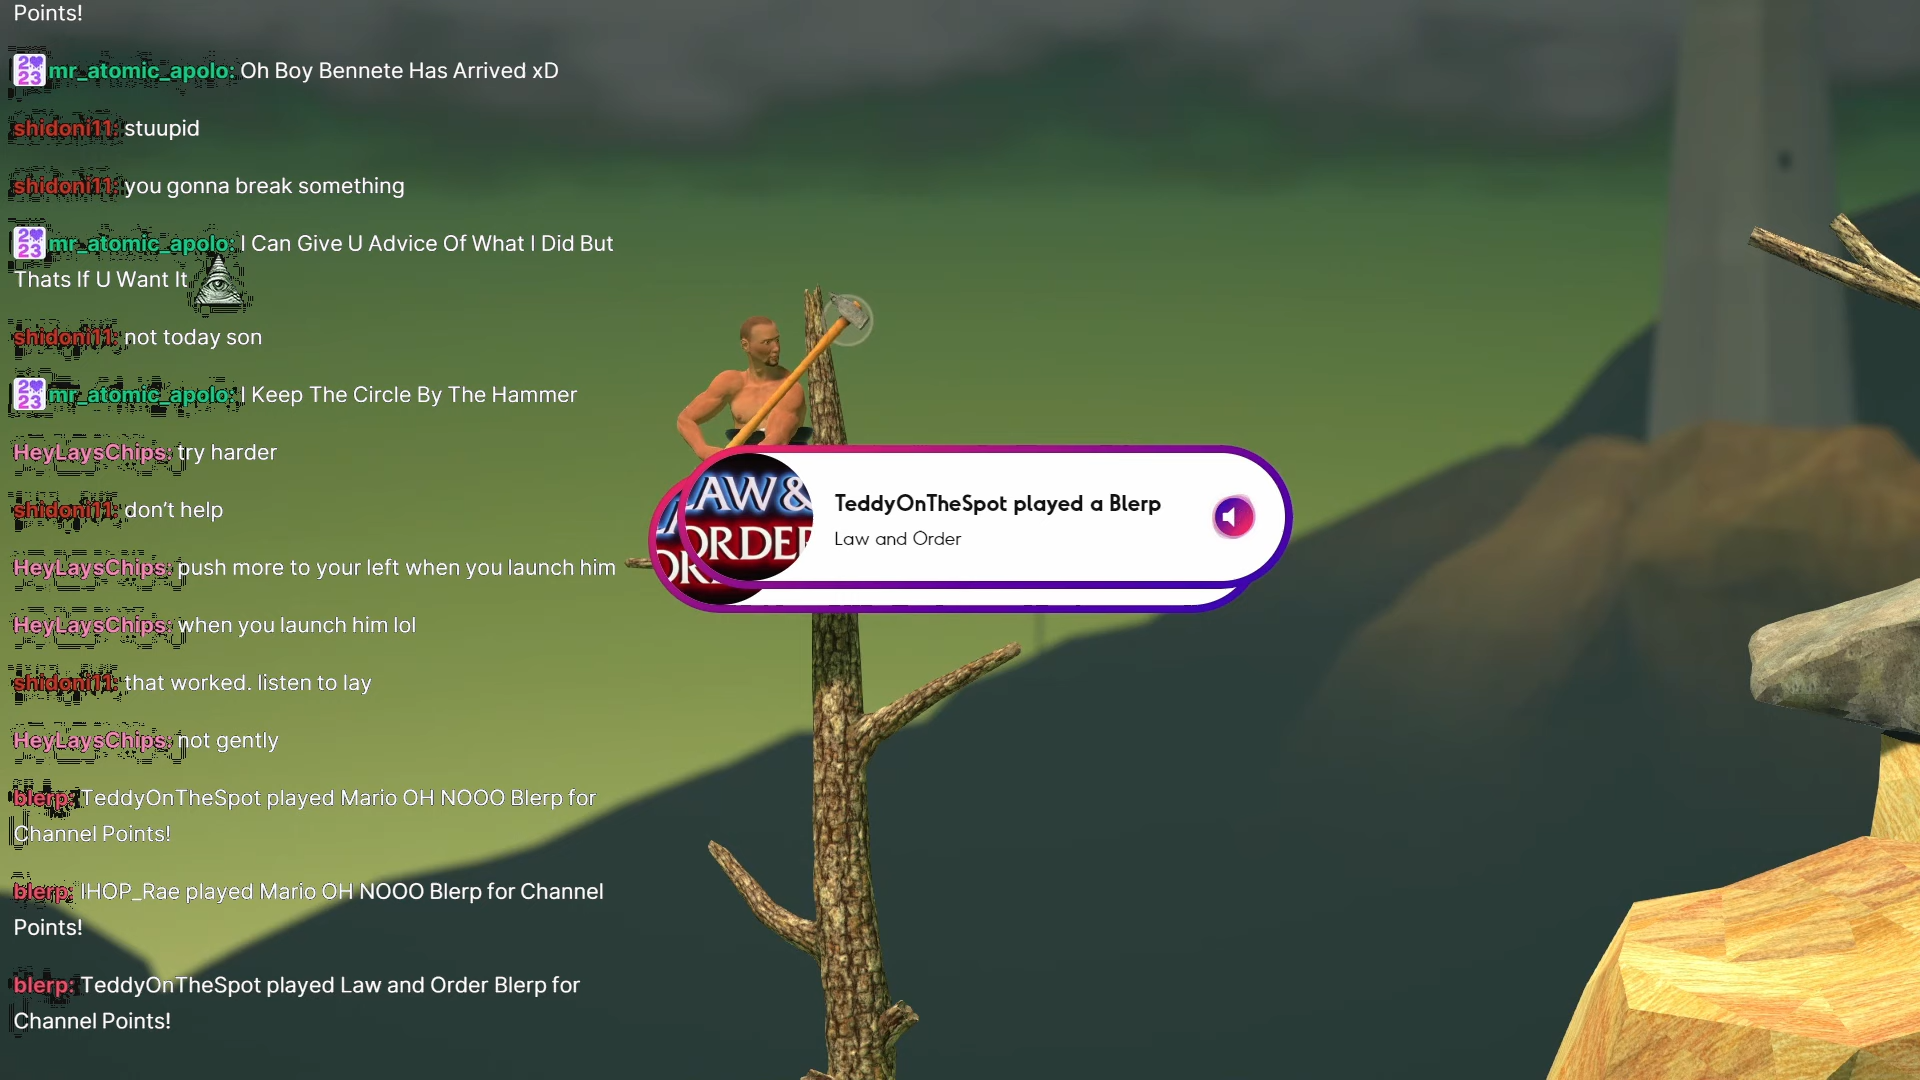 Points!
2023 mr_atomic_apolo: Oh Boy Bennete Has Arrived xD
shidoni11: stuupid
shidoni11: you gonna break something
2023 mr_atomic_apolo: I Can Give U Advice Of What I Did But
Thats If U Want It
shidoni11: not today son
2023 mr_atomic_apolo: I Keep The Circle By The Hammer
HeyLaysChips: try harder
shidoni11: don’t help
HeyLaysChips: push more to your left when you launch him
HeyLaysChips: when you launch him lol
shidoni11: that worked. listen to lay
HeyLaysChips: not gently
blerp: TeddyOnTheSpot played Mario OH NOOO Blerp for
Channel Points!
blerp: IHOP_Rae played Mario OH NOOO Blerp for Channel
Points!
blerp: TeddyOnTheSpot played Law and Order Blerp for
Channel Points!
LAW &
ORDER
TeddyOnTheSpot played a Blerp
Law and Order